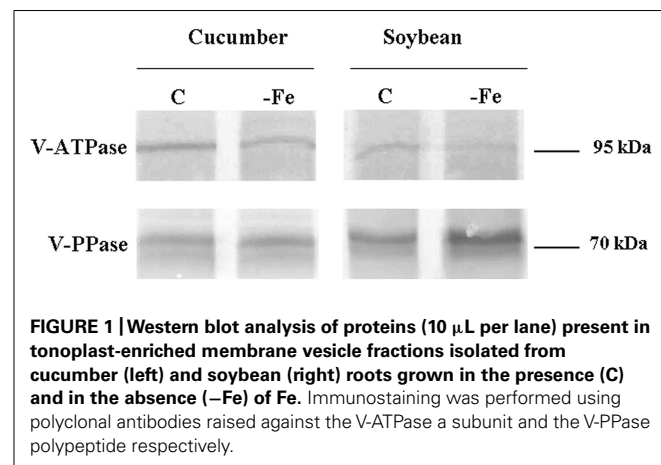 Cucumber Soybean
C -Fe C -Fe
V-ATPase 95 kDa
V-PPase 70 kDa
FIGURE 1 | Western blot analysis of proteins (10 μL per lane) present in
tonoplast-enriched membrane vesicle fractions isolated from
cucumber (left) and soybean (right) roots grown in the presence (C)
and in the absence (−Fe) of Fe. Immunostaining was performed using
polyclonal antibodies raised against the V-ATPase a subunit and the V-PPase
polypeptide respectively.